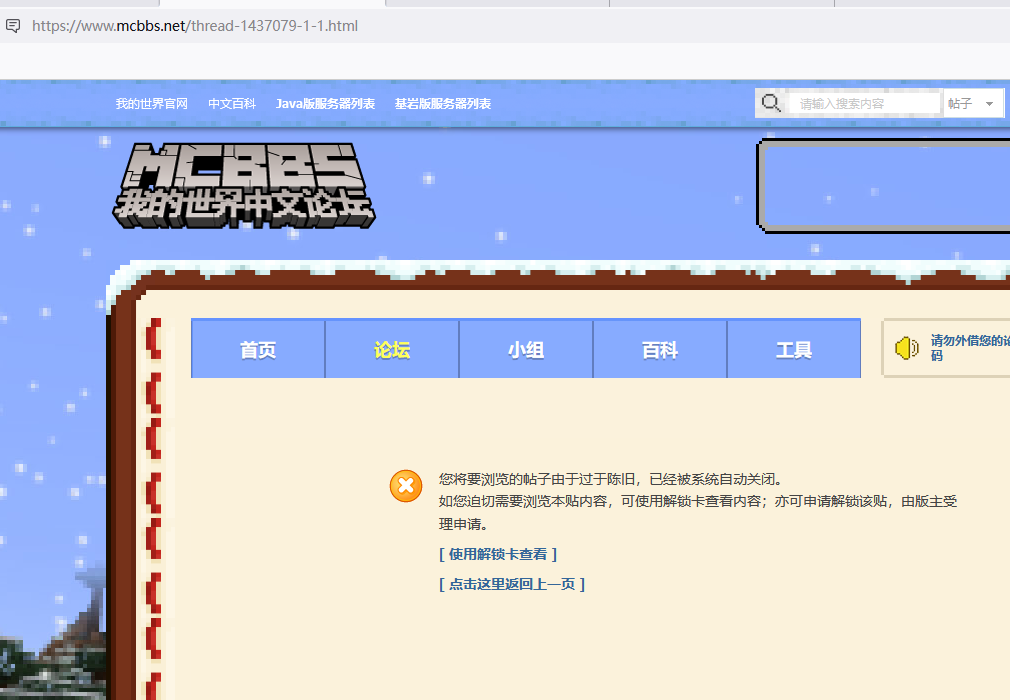 https://www.mcbbs.net/thread-1437079-1-1.html
我的世界官网 中文百科 Java版服务器列表 基岩版服务器列表 请输入搜索内容 帖子
MCBBS
我的世界中文论坛
首页 论坛 小组 百科 工具
请勿外借您的论
码
您将要浏览的帖子由于过于陈旧，已经被系统自动关闭。
如您迫切需要浏览本贴内容，可使用解锁卡查看内容；亦可申请解锁该贴，由版主受
理申请。
[ 使用解锁卡查看 ]
[ 点击这里返回上一页 ]